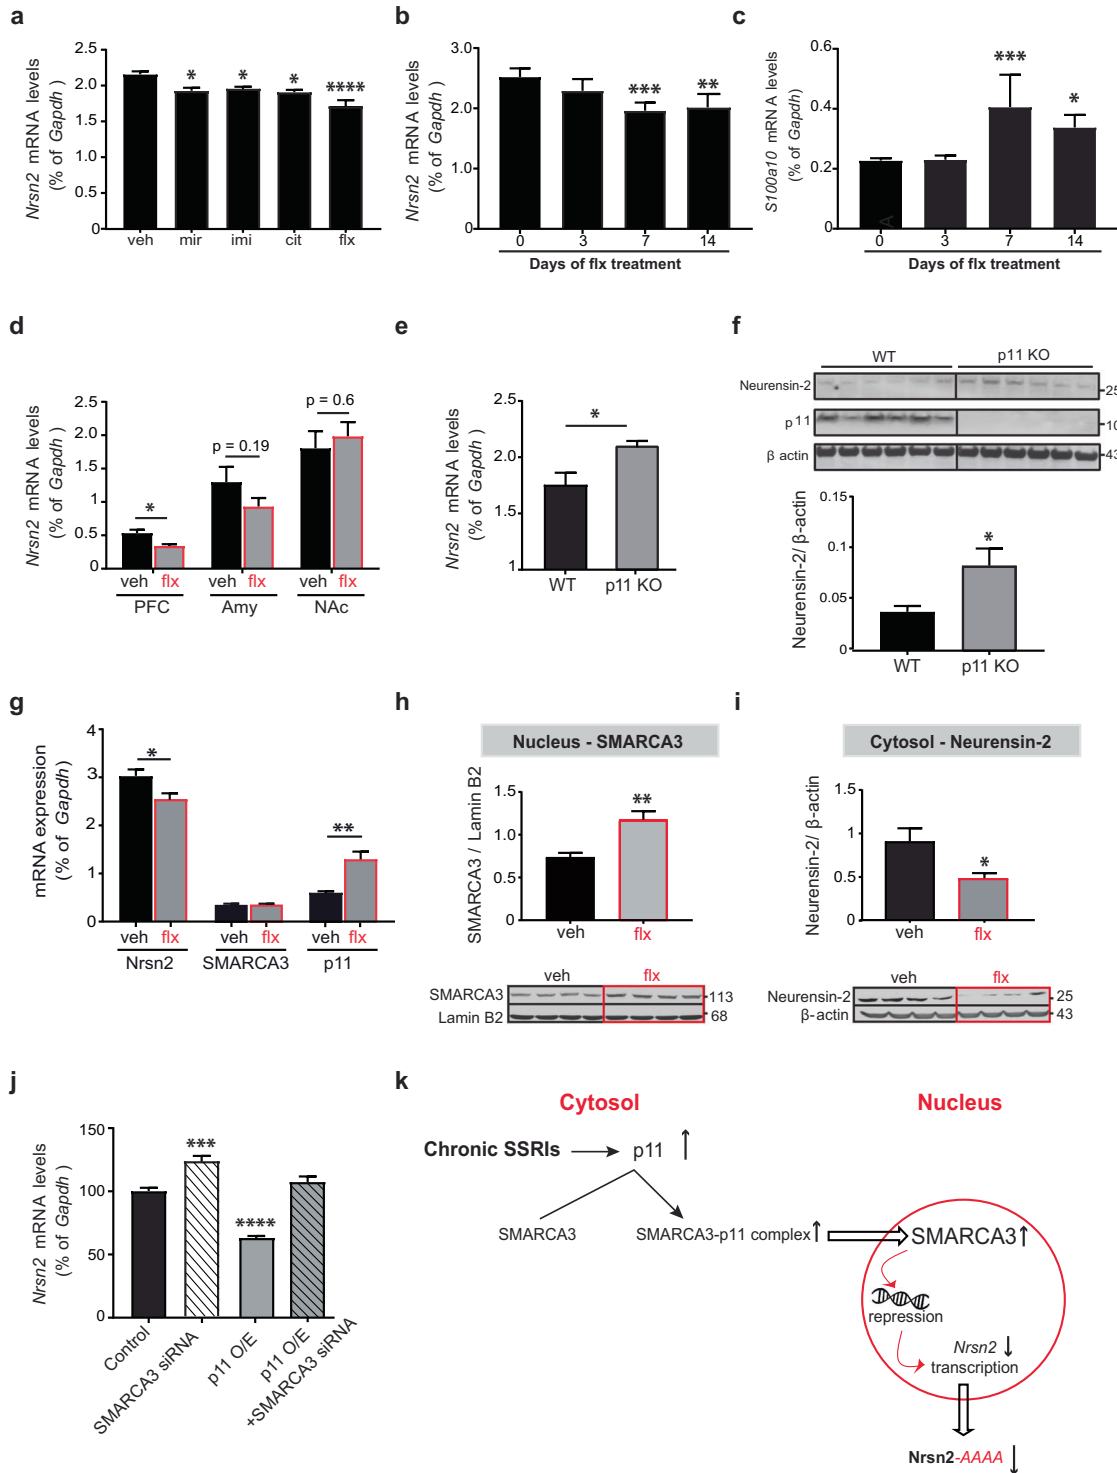 a
Nrsn2 mRNA levels
(% of Gapdh )
2.5
2.0
1.5
1.0
0.5
0
* * * ****
veh mir imi cit flx
b
Nrsn2 mRNA levels
(% of Gapdh )
3.0
2.0
1.0
0
*** **
0 3 7 14
Days of flx treatment
c
S100a10 mRNA levels
(% of Gapdh)
0.6
0.4
0.2
0
*** *
A
0 3 7 14
Days of flx treatment
d
Nrsn2 mRNA levels
(% of Gapdh )
2.5
2
1.5
1
0.5
0
*
p = 0.19
p = 0.6
veh flx veh flx veh flx
PFC Amy NAc
e
Nrsn2 mRNA levels
(% of Gapdh )
2.5
2.0
1.5
1
*
WT p11 KO
f
WT p11 KO
Neurensin-2 25
p11 10
β actin 43
Neurensin-2/ β-actin
0.15
0.1
0.05
0
*
WT p11 KO
g
mRNA expression
(% of Gapdh )
4
3
2
1
0
* **
veh flx veh flx veh flx
Nrsn2 SMARCA3 p11
h
Nucleus - SMARCA3
SMARCA3 / Lamin B2
1.5
1.0
0.5
0
**
veh flx
veh flx
SMARCA3 113
Lamin B2 68
i
Cytosol - Neurensin-2
Neurensin-2/ β-actin
1.5
1
0.5
0
*
veh flx
veh flx
Neurensin-2 25
β-actin 43
j
Nrsn2 mRNA levels
(% of Gapdh )
150
100
50
0
*** ****
Control
SMARCA3 siRNA
p11 O/E
p11 O/E
+SMARCA3 siRNA
k
Cytosol Nucleus
Chronic SSRIs p11
SMARCA3 SMARCA3-p11 complex SMARCA3
repression
Nrsn2
transcription
Nrsn2-AAAA